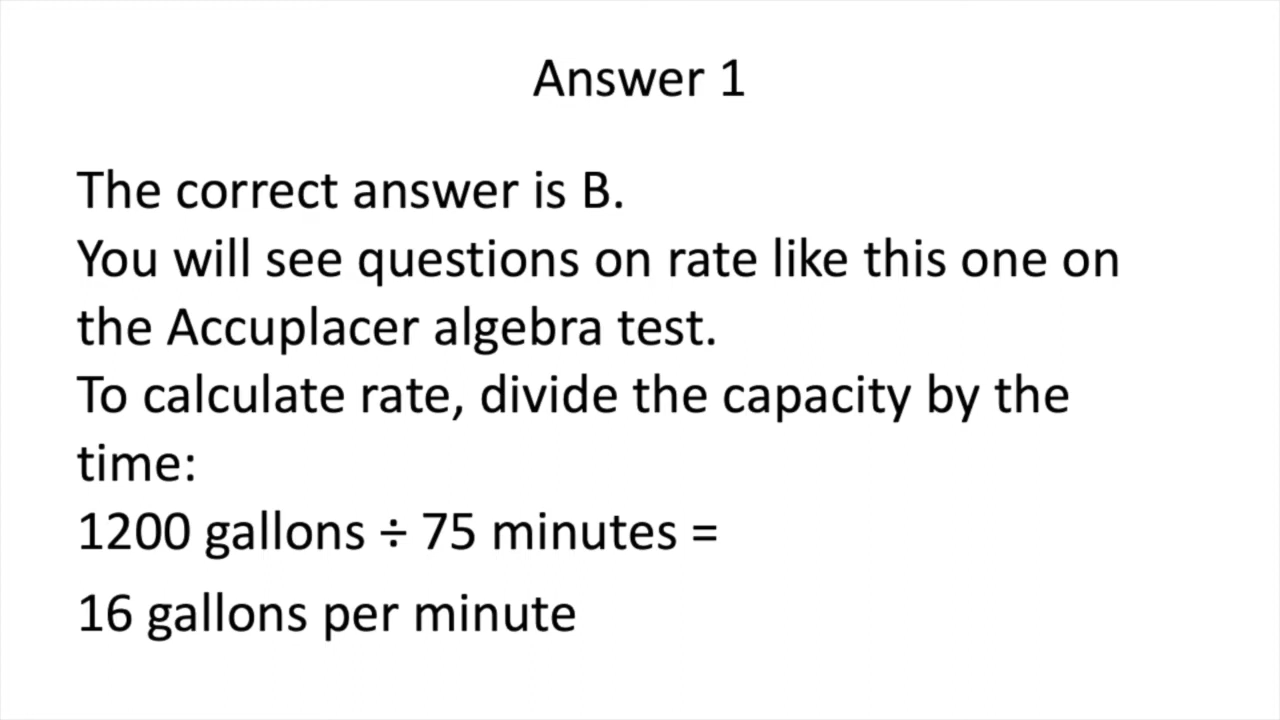 Answer 1
The correct answer is B.
You will see questions on rate like this one on
the Accuplacer algebra test.
To calculate rate, divide the capacity by the
time:
1200 gallons ÷ 75 minutes =
16 gallons per minute